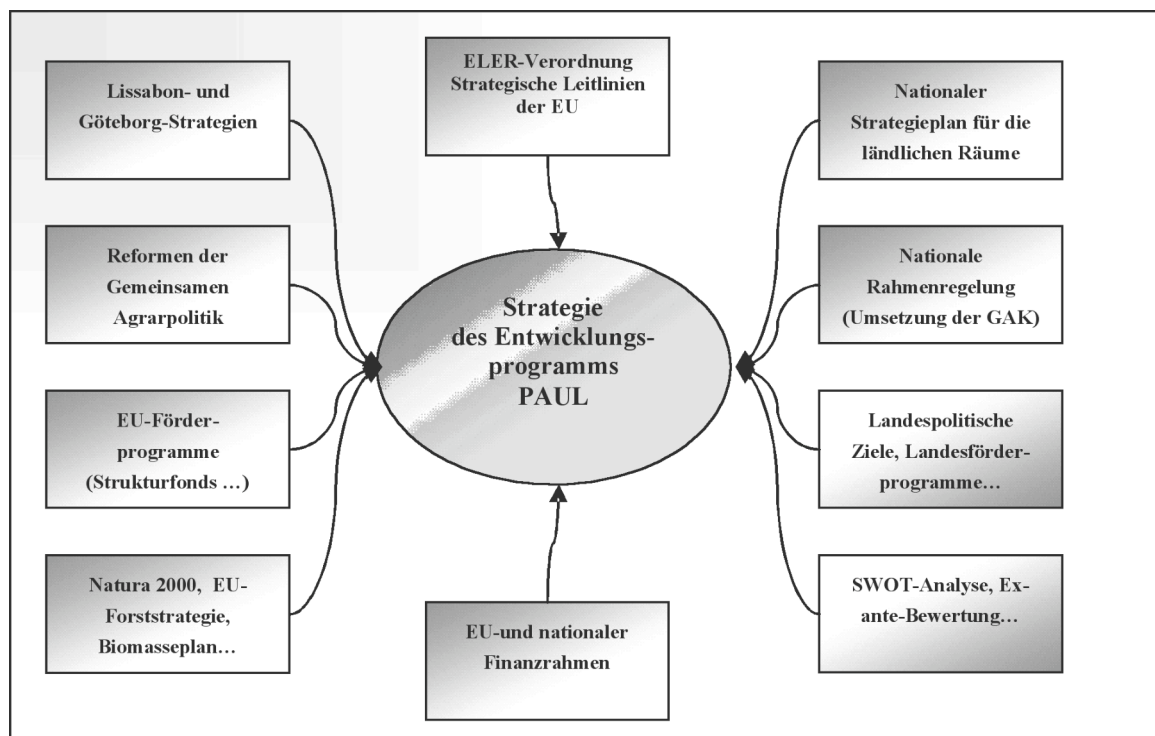 Lissabon- und
Göteborg-Strategien
Reformen der
Gemeinsamen
Agrarpolitik
EU-Förder-
programme
(Strukturfonds …)
Natura 2000, EU-
Forststrategie,
Biomasseplan…
ELER-Verordnung
Strategische Leitlinien
der EU
Strategie
des Entwicklungs-
programms
PAUL
EU-und nationaler
Finanzrahmen
Nationaler
Strategieplan für die
ländlichen Räume
Nationale
Rahmenregelung
(Umsetzung der GAK)
Landespolitische
Ziele, Landesförder-
programme…
SWOT-Analyse, Ex-
ante-Bewertung…